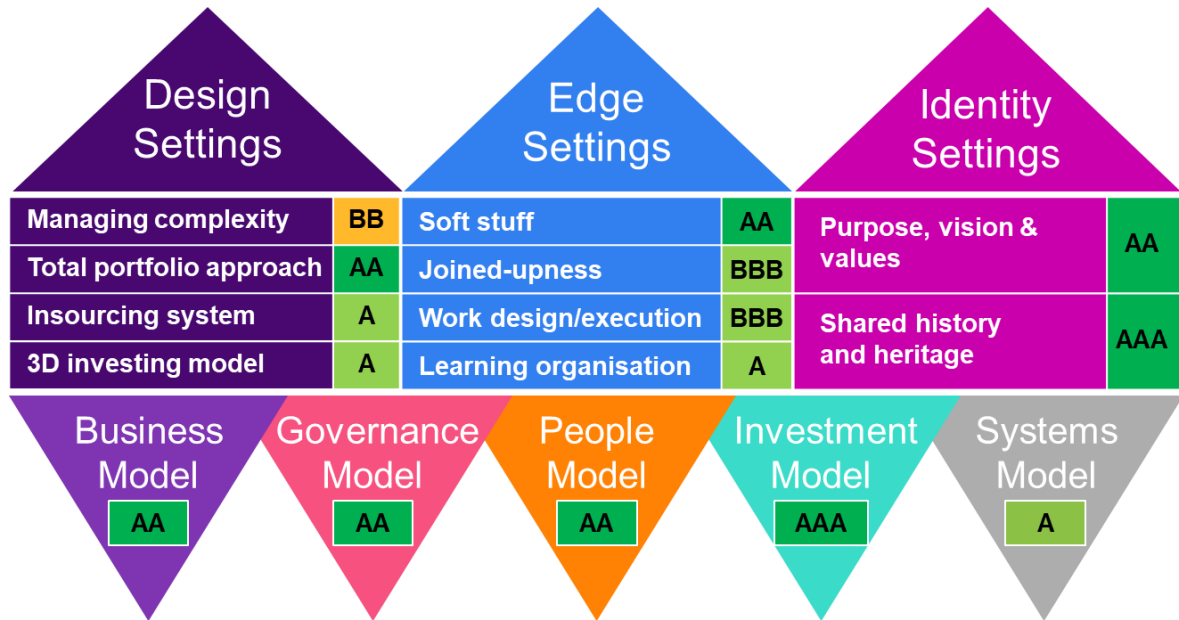 Design
Settings
Edge
Settings
Identity
Settings
Managing complexity BB
Total portfolio approach AA
Insourcing system A
3D investing model A
Soft stuff AA
Joined-upness BBB
Work design/execution BBB
Learning organisation A
Purpose, vision &
values
AA
Shared history
and heritage
AAA
Business
Model
AA
Governance
Model
AA
People
Model
AA
Investment
Model
AAA
Systems
Model
A